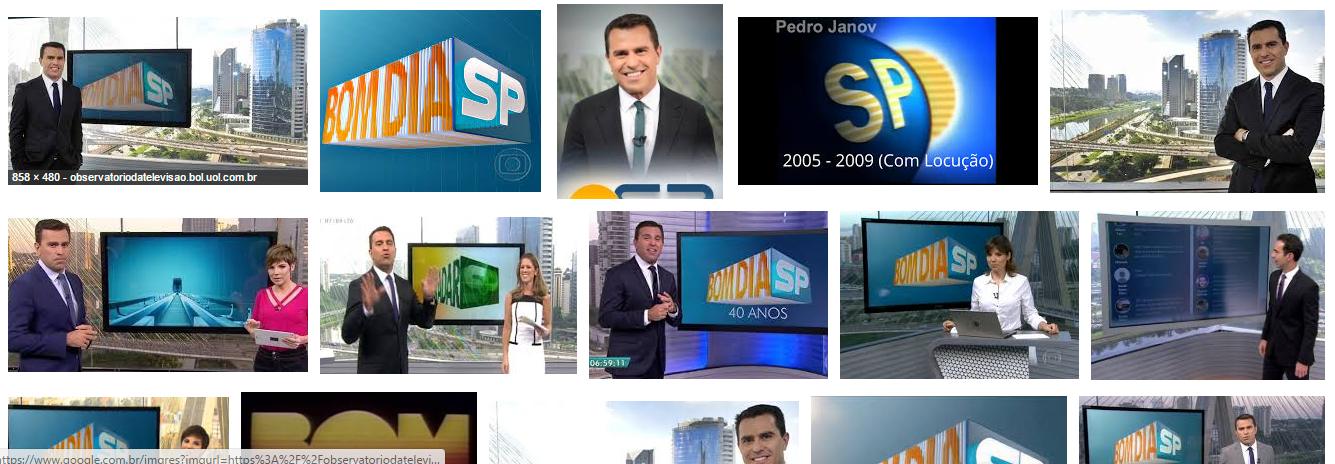 BOM DIA SP
858 × 480 - observatoriodatelevisao.bol.uol.com.br
BOM DIA SP
Pedro Janov
SP
2005 - 2009 (Com Locução)
BOM DIA SP
40 ANOS
06:59:11
BOM DIA SP
BOM
BOM DIA SP
https://www.google.com.br/imgres?imgurl=https%3A%2F%2Fobservatoriodatelevi...